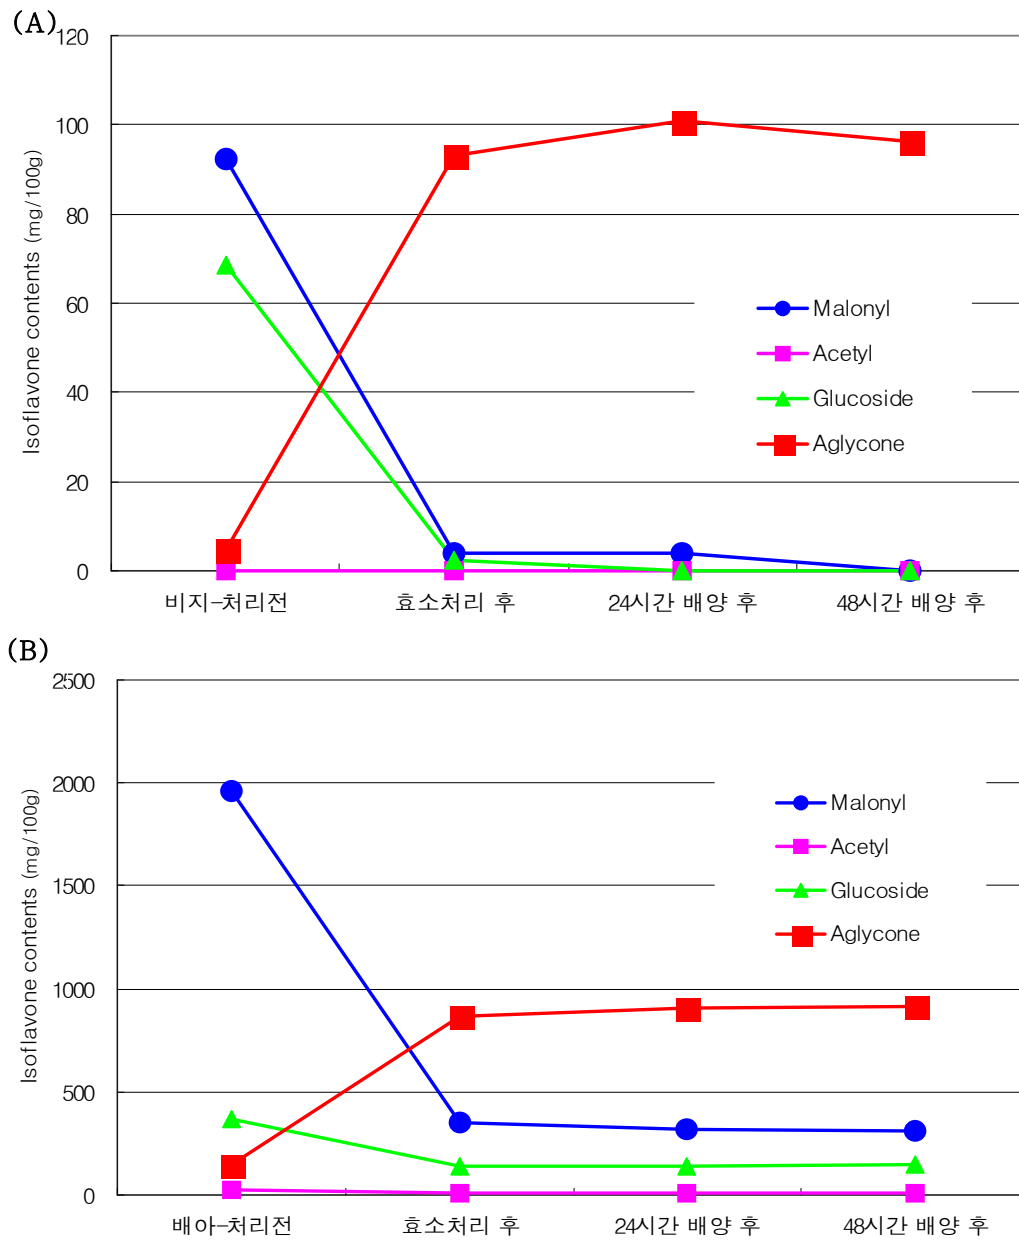 (A)
120
100
80
60
40
20
0
Isoflavone contents (mg/100g)
Malonyl
Acetyl
Glucoside
Aglycone
비지-처리전 효소처리 후 24시간 배양 후 48시간 배양 후
(B)
2500
2000
1500
1000
500
0
Isoflavone contents (mg/100g)
Malonyl
Acetyl
Glucoside
Aglycone
배아-처리전 효소처리 후 24시간 배양 후 48시간 배양 후